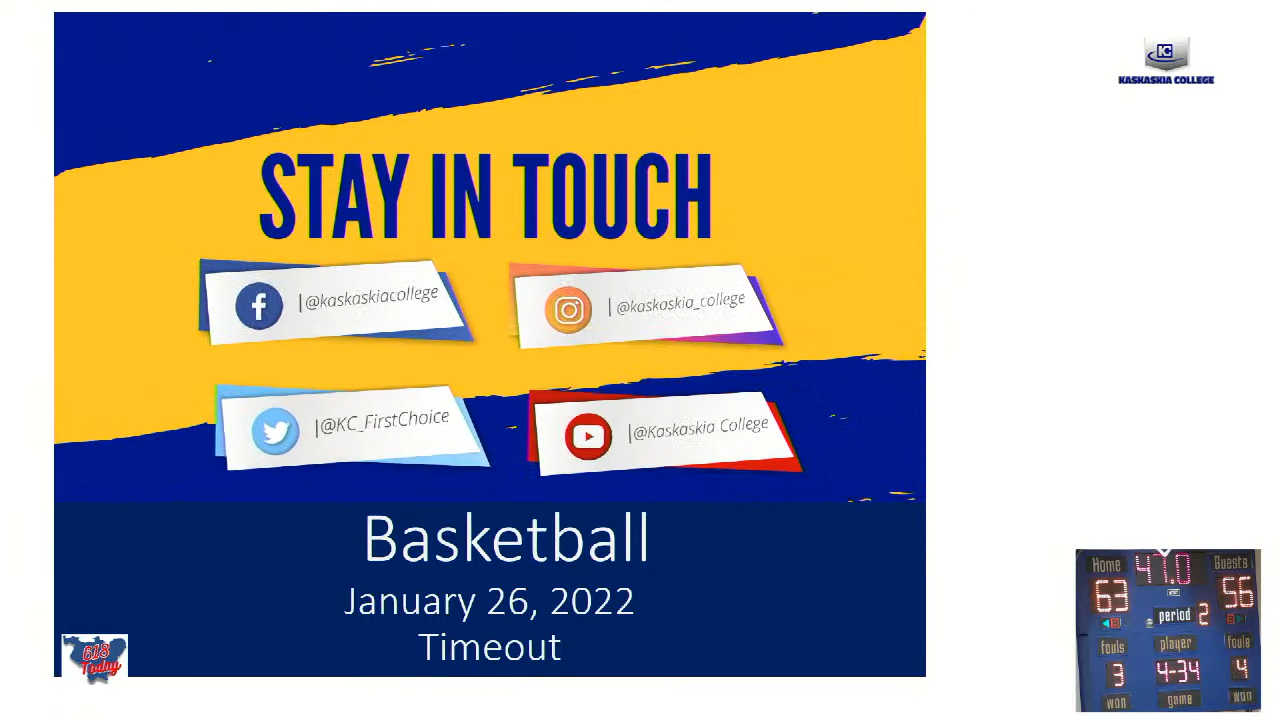 KC
KASKASKIA COLLEGE
STAY IN TOUCH
|@kaskaskiacollege
|@kaskaskia_college
|@KC_FirstChoice
|@Kaskaskia College
Basketball
January 26, 2022
Timeout
618
Today
Home 47.0 Guests
63 56
period 2
fouls player fouls
3 4-34 4
won game won